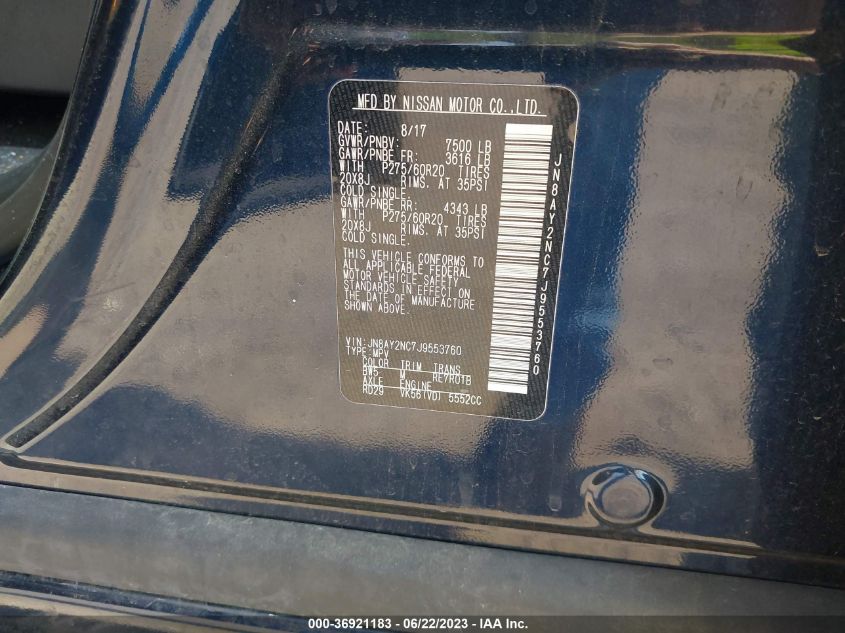 MFD BY NISSAN MOTOR CO.,LTD.
DATE: 8/17
GVWR/PNBV: 7500 LB
GAWR/PNBE FR: 3616 LB
WITH P275/60R20 TIRES
20X8J RIMS. AT 35PSI
COLD SINGLE.
GAWR/PNBE RR: 4343 LB
WITH P275/60R20 TIRES
20X8J RIMS. AT 35PSI
COLD SINGLE.
THIS VEHICLE CONFORMS TO
ALL APPLICABLE FEDERAL
MOTOR VEHICLE SAFETY
STANDARDS IN EFFECT ON
THE DATE OF MANUFACTURE
SHOWN ABOVE.
VIN:JN8AY2NC7J9553760
TYPE:MPV
COLOR TRIM TRANS
BW5 M RE7R01B
AXLE ENGINE
RD29 VK56(VD) 5552CC
JN8AY2NC7J9553760
000-36921183 - 06/22/2023 - IAA Inc.